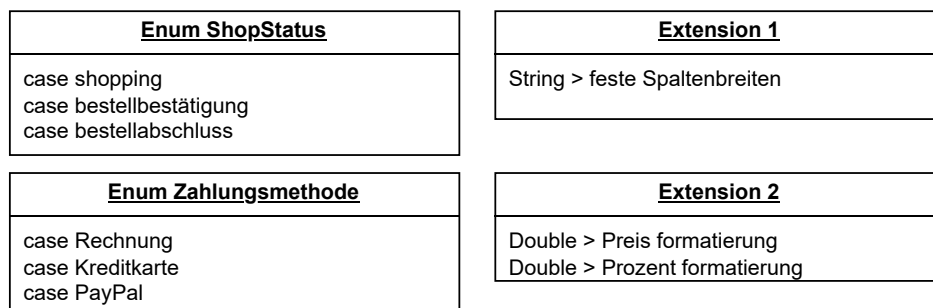 Enum ShopStatus
case shopping
case bestellbestätigung
case bestellabschluss
Extension 1
String > feste Spaltenbreiten
Enum Zahlungsmethode
case Rechnung
case Kreditkarte
case PayPal
Extension 2
Double > Preis formatierung
Double > Prozent formatierung